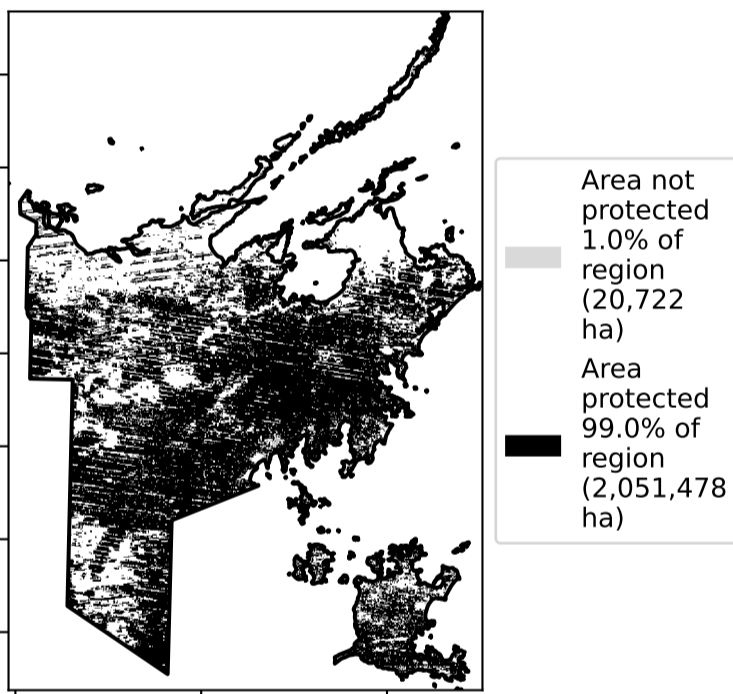 Area not
protected
1.0% of
region
(20,722
ha)
Area
protected
99.0% of
region
(2,051,478
ha)